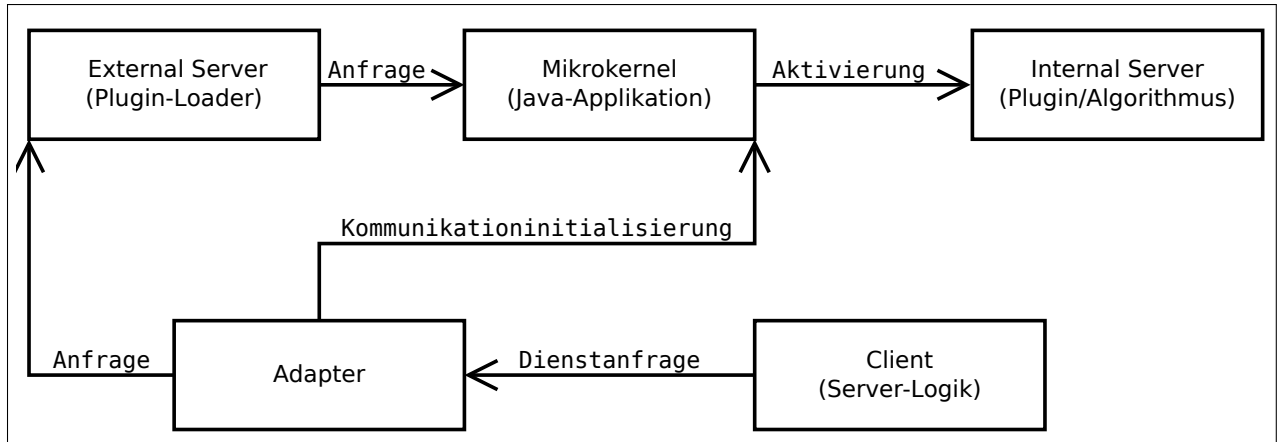 External Server
(Plugin-Loader)
Anfrage
Mikrokernel
(Java-Applikation)
Aktivierung
Internal Server
(Plugin/Algorithmus)
Kommunikationinitialisierung
Anfrage
Adapter
Dienstanfrage
Client
(Server-Logik)